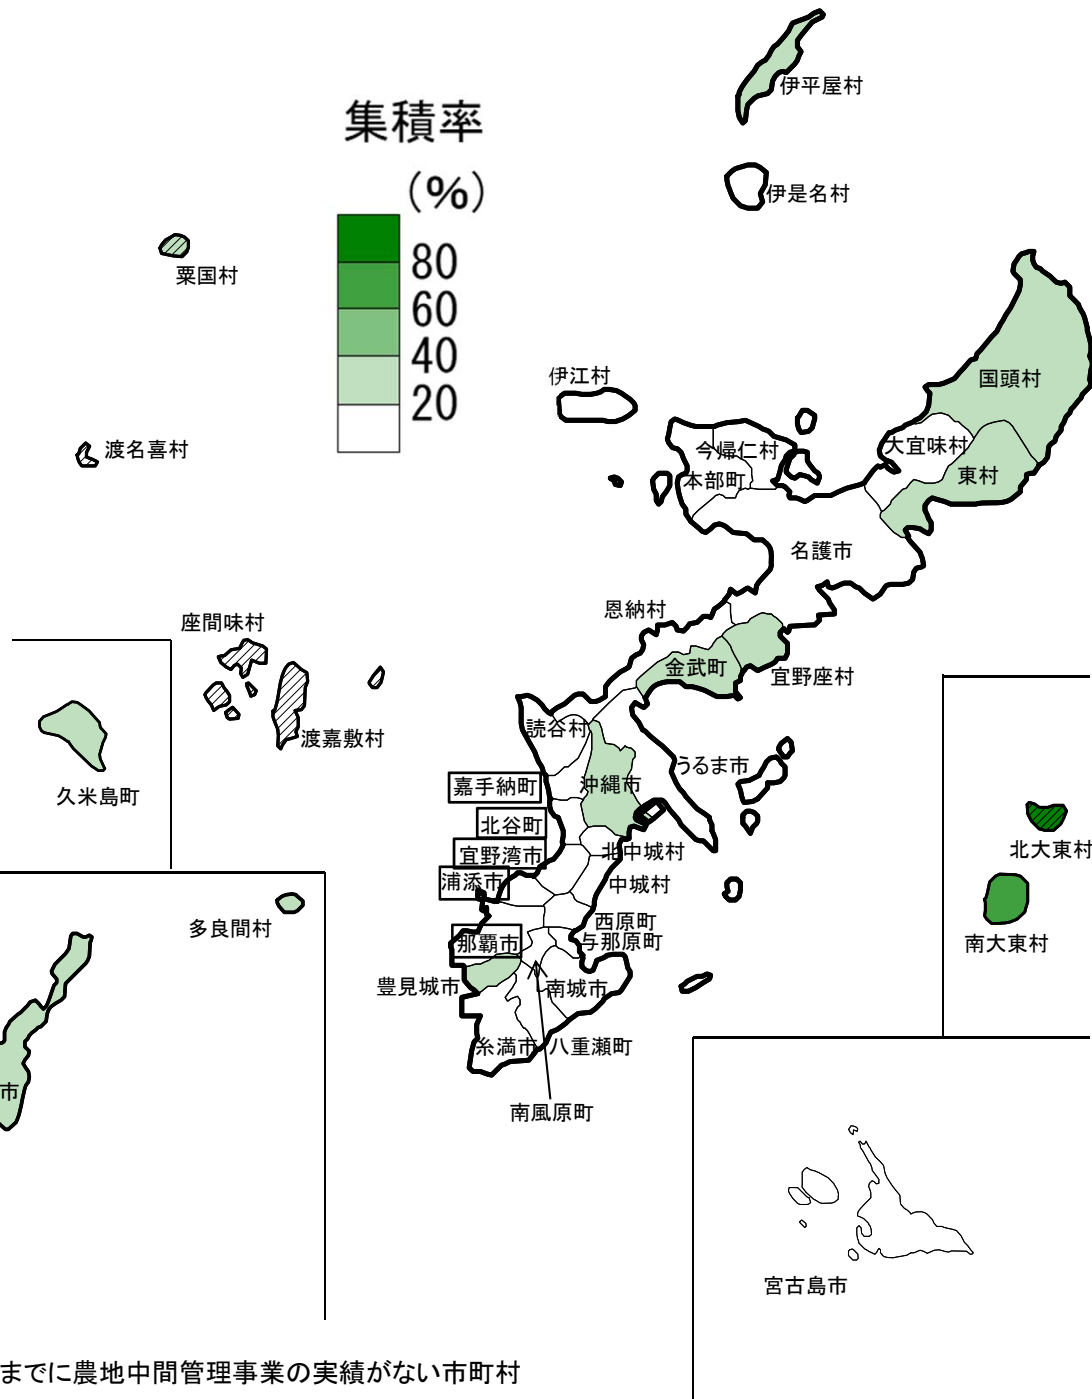 伊平屋村
集積率
(%)
伊是名村
80
粟国村
60
40
伊江村
国頭村
20
渡名喜村
今帰仁村
大宜味村
本部町
東村
名護市
恩納村
座間味村
金武町
宜野座村
読谷村
渡嘉敷村
うるま市
嘉手納町
沖縄市
久米島町
北谷町
北中城村
北大東村
宜野湾市
浦添市
中城村
西原町
多良間村
那覇市
与那原町
南大東村
豊見城市
南城市
糸満市
八重瀬町
市
南風原町
宮古島市
までに農地中間管理事業の実績がない市町村